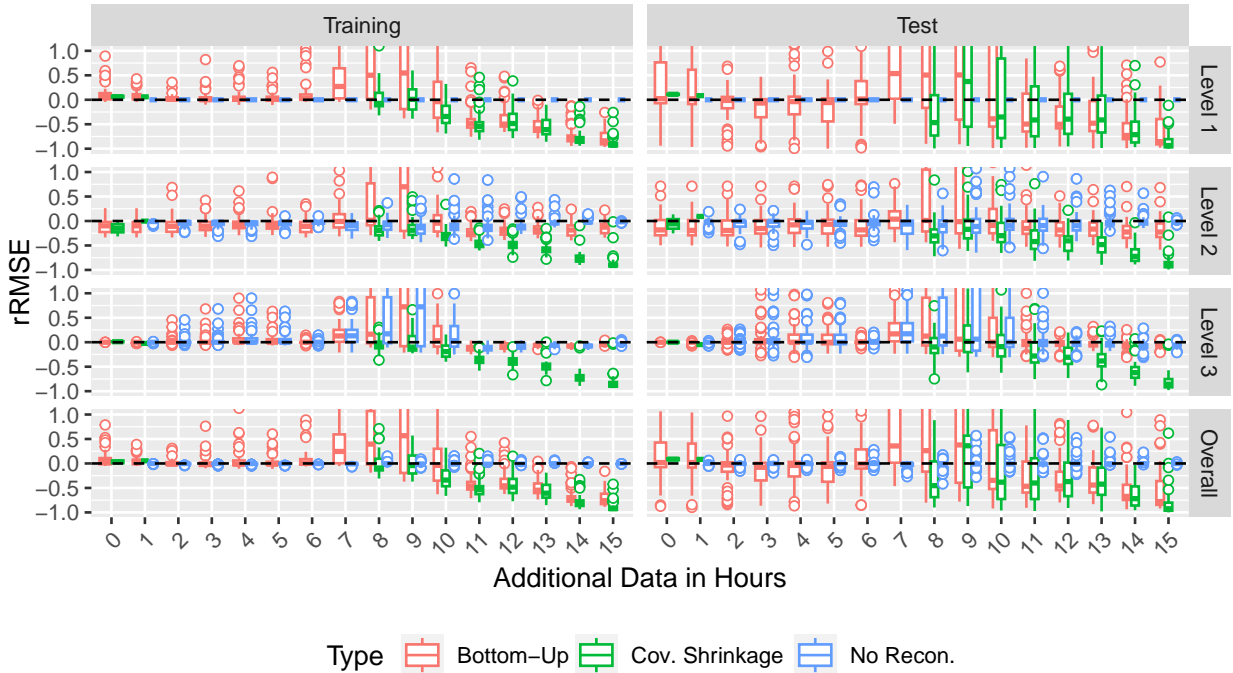 Training Test
1.0
0.5
0.0
−0.5
−1.0
Level 1
1.0
0.5
0.0
−0.5
−1.0
Level 2
1.0
0.5
0.0
−0.5
−1.0
Level 3
1.0
0.5
0.0
−0.5
−1.0
Overall
rRMSE
0 1 2 3 4 5 6 7 8 9 10 11 12 13 14 15 0 1 2 3 4 5 6 7 8 9 10 11 12 13 14 15
Additional Data in Hours
Type Bottom−Up Cov. Shrinkage No Recon.